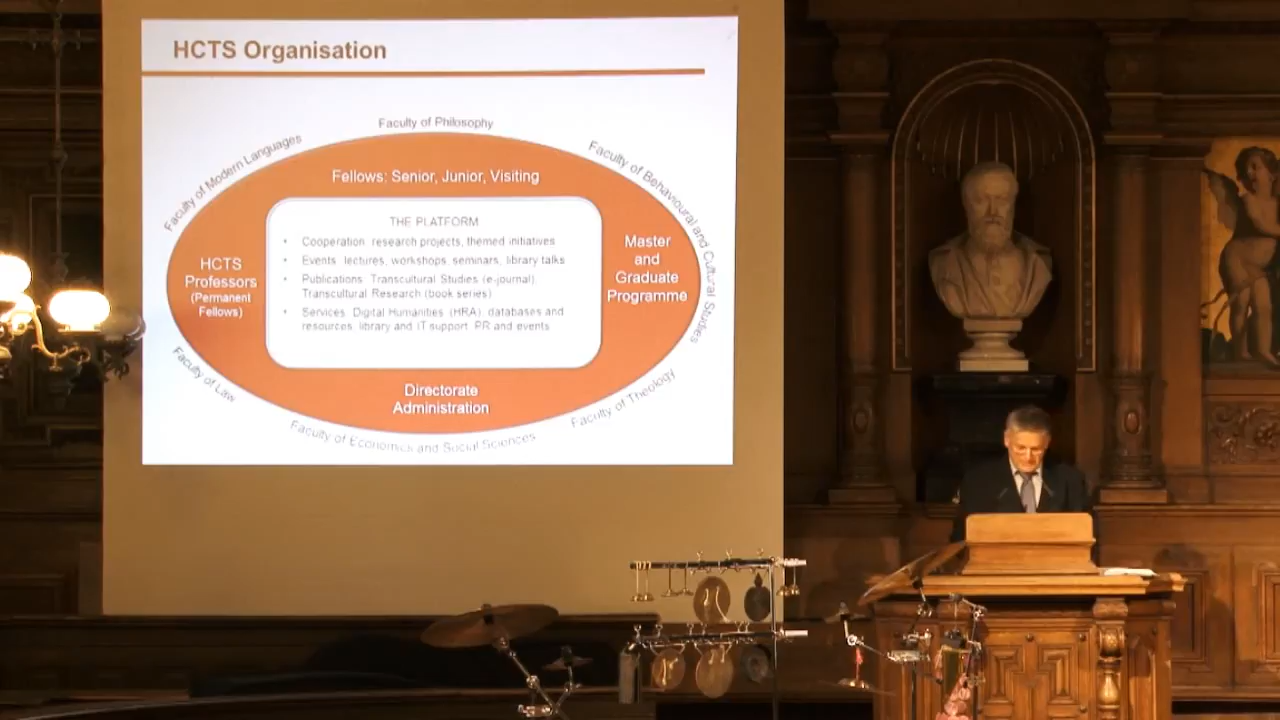 HCTS Organisation
Faculty of Philosophy
Faculty of Modern Languages
Faculty of Behavioural and Cultural Studies
Fellows: Senior, Junior, Visiting
THE PLATFORM
• Cooperation: research projects, themed initiatives
• Events: lectures, workshops, seminars, library talks
• Publications: Transcultural Studies (e-journal),
Transcultural Research (book series)
• Services: Digital Humanities (HRA): databases and
resources, library and IT support, PR and events
HCTS
Professors
(Permanent
Fellows)
Master
and
Graduate
Programme
Directorate
Administration
Faculty of Law
Faculty of Economics and Social Sciences
Faculty of Theology